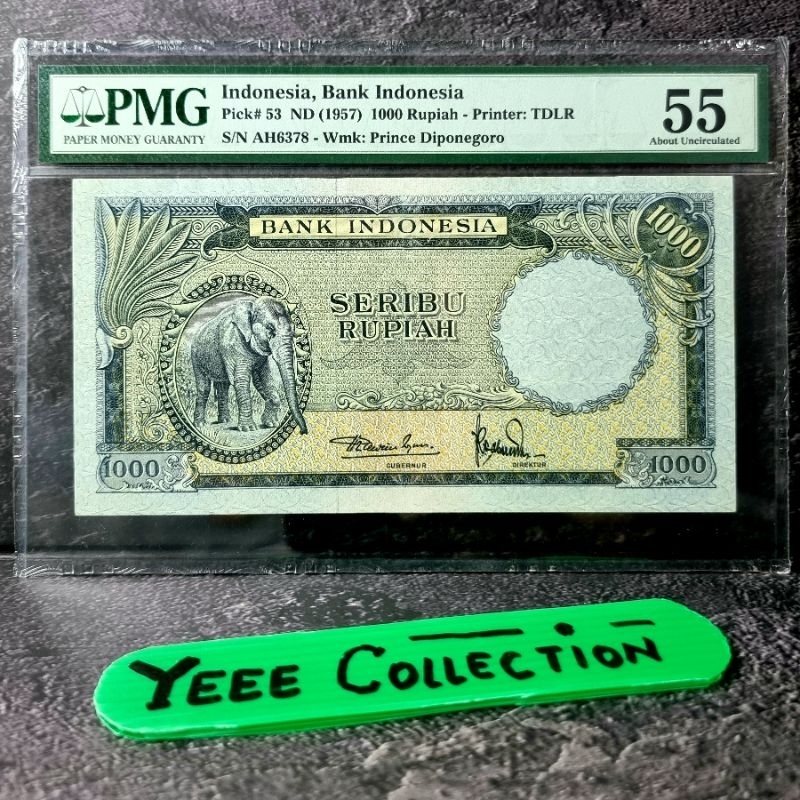 PMG
PAPER MONEY GUARANTY
Indonesia, Bank Indonesia
Pick# 53 ND (1957) 1000 Rupiah - Printer: TDLR
S/N AH6378 - Wmk: Prince Diponegoro
55
About Uncirculated
BANK INDONESIA
1000
SERIBU
RUPIAH
GUBERNUR
DIREKTUR
1000
1000
YEEE COLLECTION